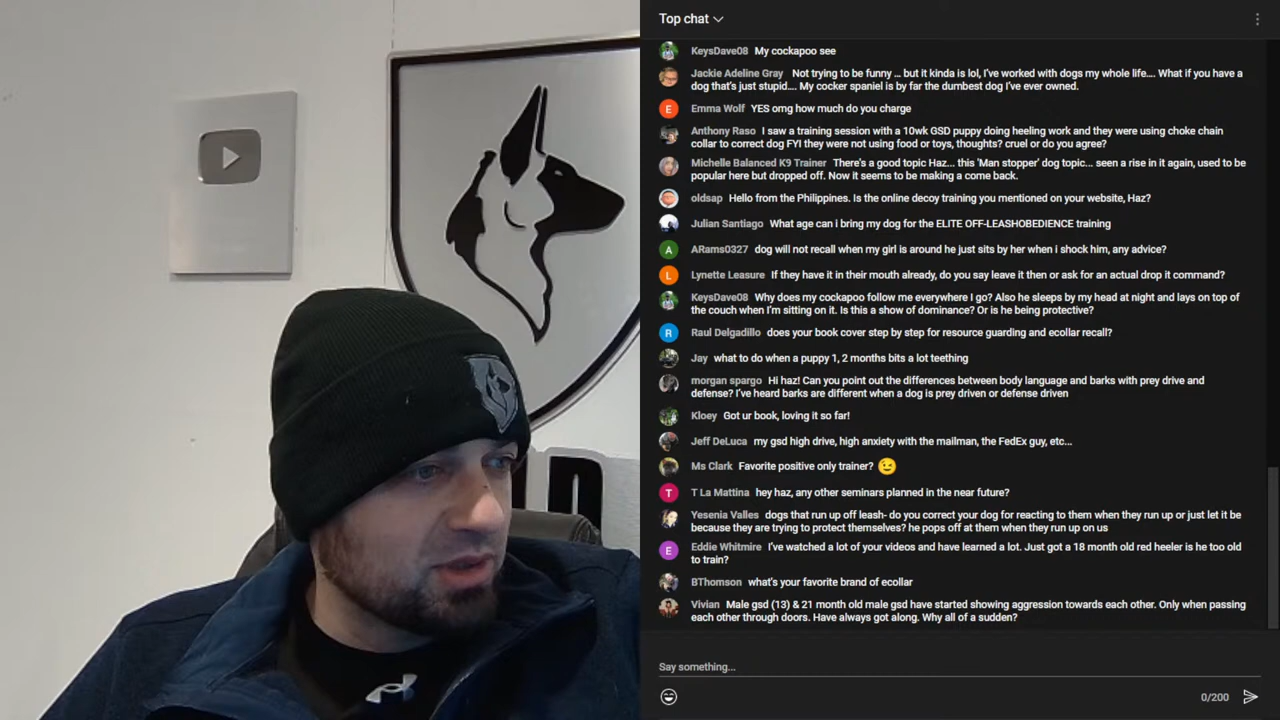 Top chat
KeysDave08 My cockapoo see
Jackie Adeline Gray Not trying to be funny … but it kinda is lol, I've worked with dogs my whole life…. What if you have a
dog that's just stupid…. My cocker spaniel is by far the dumbest dog I've ever owned.
E Emma Wolf YES omg how much do you charge
Anthony Raso I saw a training session with a 10wk GSD puppy doing heeling work and they were using choke chain
collar to correct dog FYI they were not using food or toys, thoughts? cruel or do you agree?
Michelle Balanced K9 Trainer There's a good topic Haz... this 'Man stopper' dog topic... seen a rise in it again, used to be
popular here but dropped off. Now it seems to be making a come back.
oldsap Hello from the Philippines. Is the online decoy training you mentioned on your website, Haz?
Julian Santiago What age can i bring my dog for the ELITE OFF-LEASHOBEDIENCE training
A ARams0327 dog will not recall when my girl is around he just sits by her when i shock him, any advice?
L Lynette Leasure If they have it in their mouth already, do you say leave it then or ask for an actual drop it command?
KeysDave08 Why does my cockapoo follow me everywhere I go? Also he sleeps by my head at night and lays on top of
the couch when I'm sitting on it. Is this a show of dominance? Or is he being protective?
R Raul Delgadillo does your book cover step by step for resource guarding and ecollar recall?
Jay what to do when a puppy 1, 2 months bits a lot teething
morgan spargo Hi haz! Can you point out the differences between body language and barks with prey drive and
defense? I've heard barks are different when a dog is prey driven or defense driven
Kloey Got ur book, loving it so far!
Jeff DeLuca my gsd high drive, high anxiety with the mailman, the FedEx guy, etc...
Ms Clark Favorite positive only trainer? 😉
T T La Mattina hey haz, any other seminars planned in the near future?
Yesenia Valles dogs that run up off leash- do you correct your dog for reacting to them when they run up or just let it be
because they are trying to protect themselves? he pops off at them when they run up on us
E Eddie Whitmire I've watched a lot of your videos and have learned a lot. Just got a 18 month old red heeler is he too old
to train?
BThomson what's your favorite brand of ecollar
Vivian Male gsd (13) & 21 month old male gsd have started showing aggression towards each other. Only when passing
each other through doors. Have always got along. Why all of a sudden?
Say something...
0/200